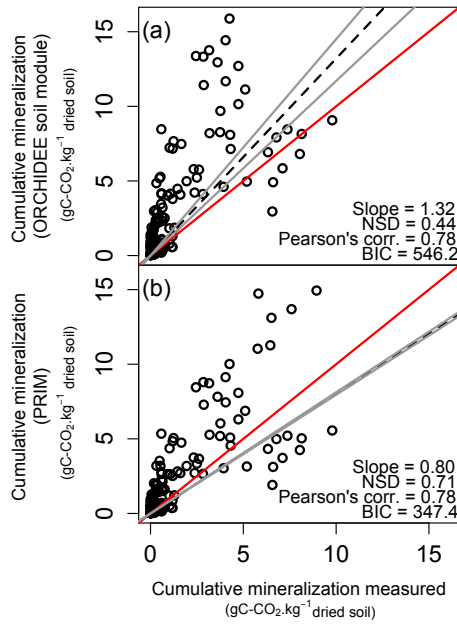 (a)
15
10
5
0
Cumulative mineralization
(ORCHIDEE soil module)
(gC-CO₂.kg⁻¹ dried soil)
Slope = 1.32
NSD = 0.44
Pearson's corr. = 0.78
BIC = 546.2
(b)
15
10
5
0
Cumulative mineralization
(PRIM)
(gC-CO₂.kg⁻¹ dried soil)
Slope = 0.80
NSD = 0.71
Pearson's corr. = 0.78
BIC = 347.4
0 5 10 15
Cumulative mineralization measured
(gC-CO₂.kg⁻¹dried soil)